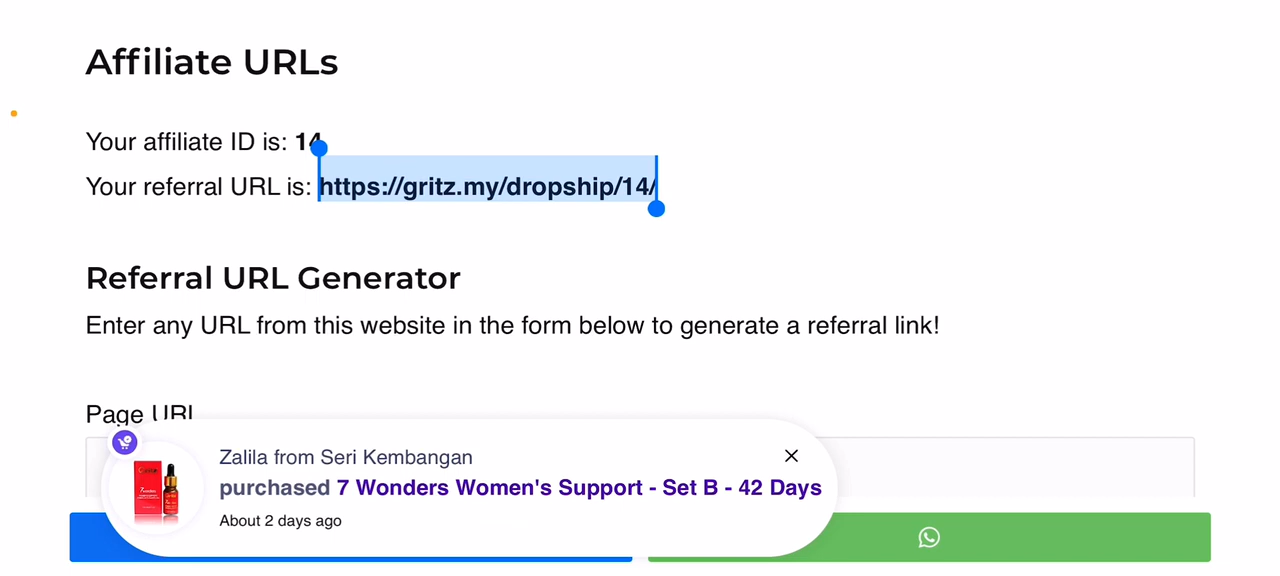 Affiliate URLs
Your affiliate ID is: 14
Your referral URL is: https://gritz.my/dropship/14/
Referral URL Generator
Enter any URL from this website in the form below to generate a referral link!
Page URL
Zalila from Seri Kembangan
purchased 7 Wonders Women's Support - Set B - 42 Days
About 2 days ago